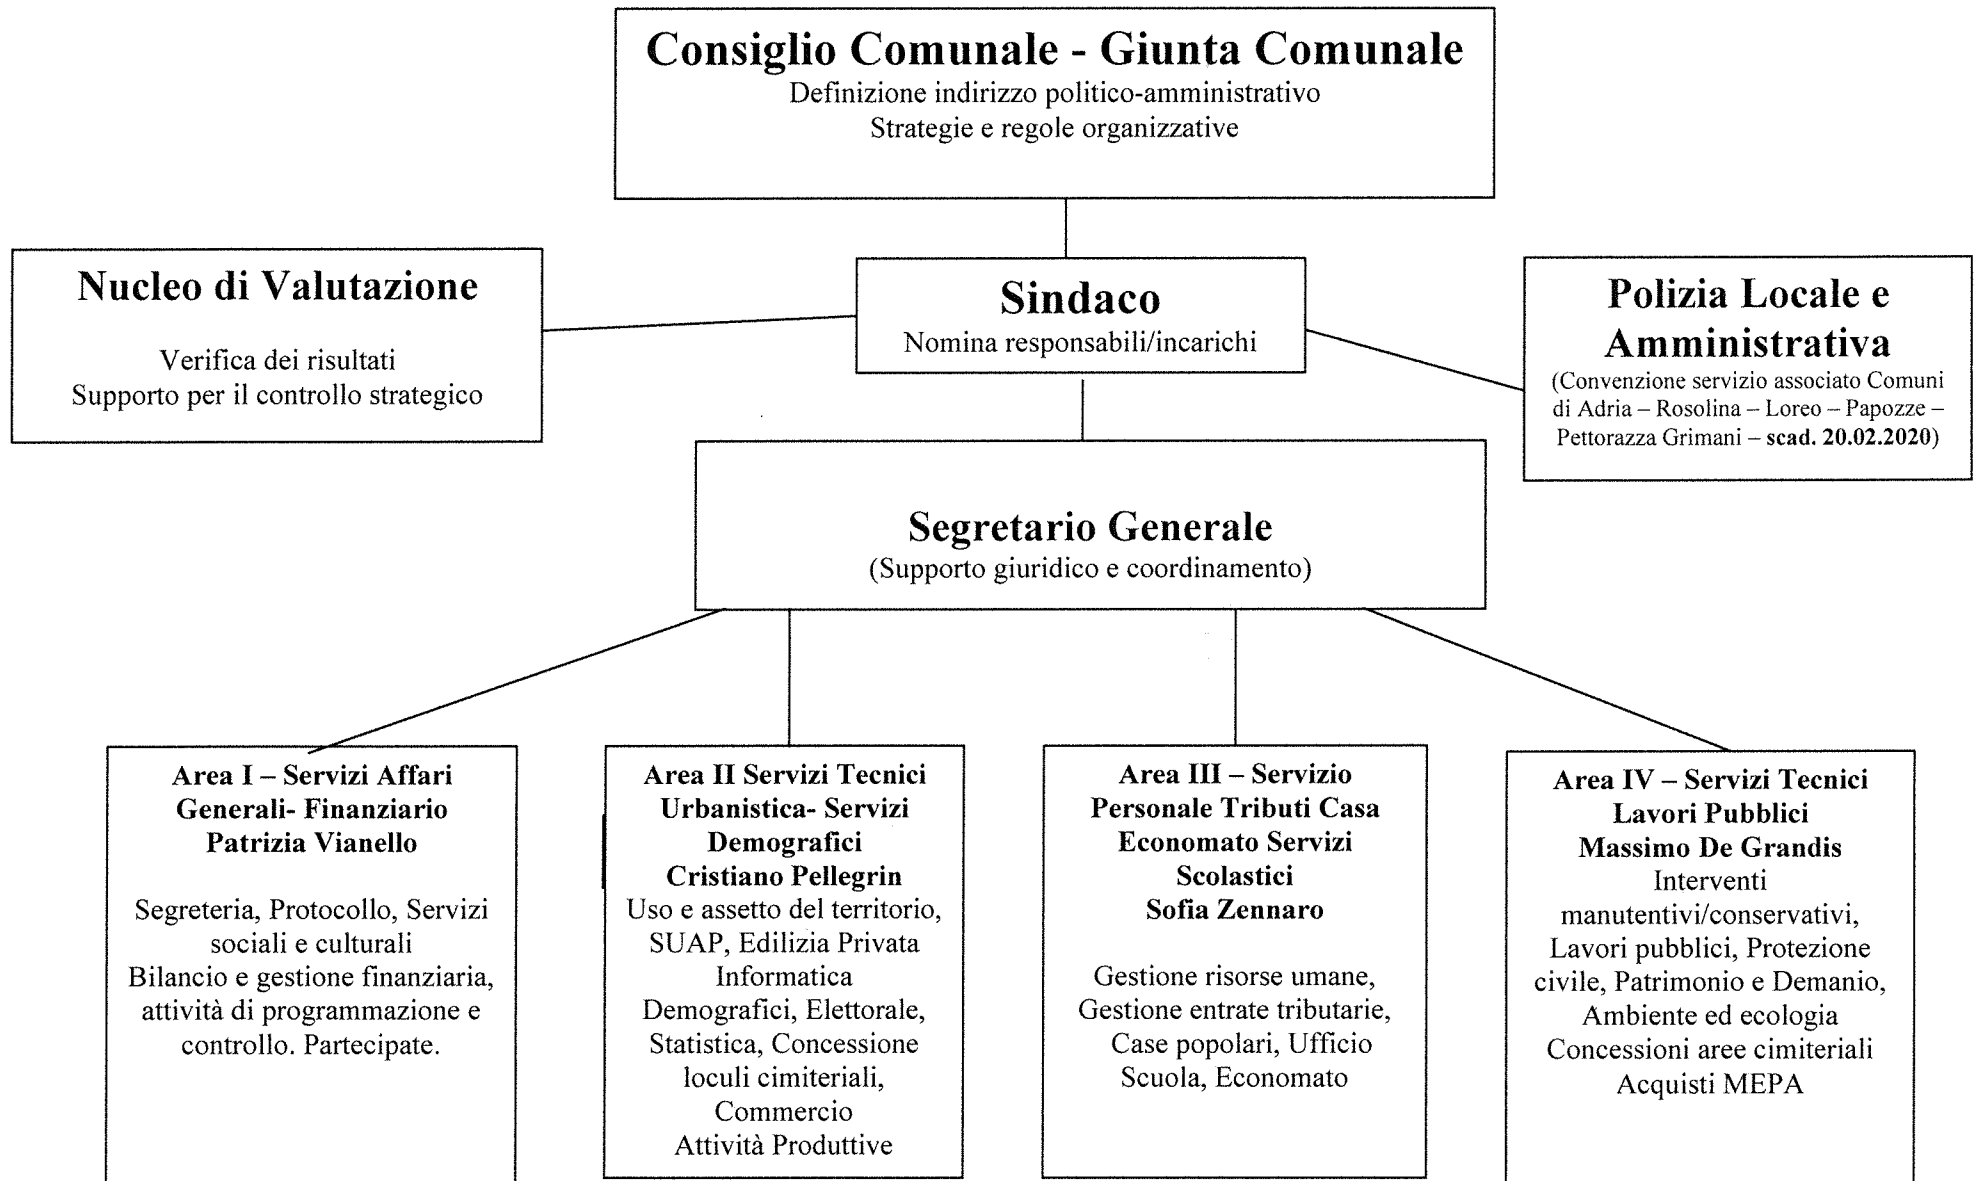 Consiglio Comunale - Giunta Comunale
Definizione indirizzo politico-amministrativo
Strategie e regole organizzative
Nucleo di Valutazione
Verifica dei risultati
Supporto per il controllo strategico
Sindaco
Nomina responsabili/incarichi
Polizia Locale e
Amministrativa
(Convenzione servizio associato Comuni
di Adria – Rosolina – Loreo – Papozze –
Pettorazza Grimani – scad. 20.02.2020)
Segretario Generale
(Supporto giuridico e coordinamento)
Area I – Servizi Affari
Generali- Finanziario
Patrizia Vianello
Segreteria, Protocollo, Servizi
sociali e culturali
Bilancio e gestione finanziaria,
attività di programmazione e
controllo. Partecipate.
Area II Servizi Tecnici
Urbanistica- Servizi
Demografici
Cristiano Pellegrin
Uso e assetto del territorio,
SUAP, Edilizia Privata
Informatica
Demografici, Elettorale,
Statistica, Concessione
loculi cimiteriali,
Commercio
Attività Produttive
Area III – Servizio
Personale Tributi Casa
Economato Servizi
Scolastici
Sofia Zennaro
Gestione risorse umane,
Gestione entrate tributarie,
Case popolari, Ufficio
Scuola, Economato
Area IV – Servizi Tecnici
Lavori Pubblici
Massimo De Grandis
Interventi
manutentivi/conservativi,
Lavori pubblici, Protezione
civile, Patrimonio e Demanio,
Ambiente ed ecologia
Concessioni aree cimiteriali
Acquisti MEPA